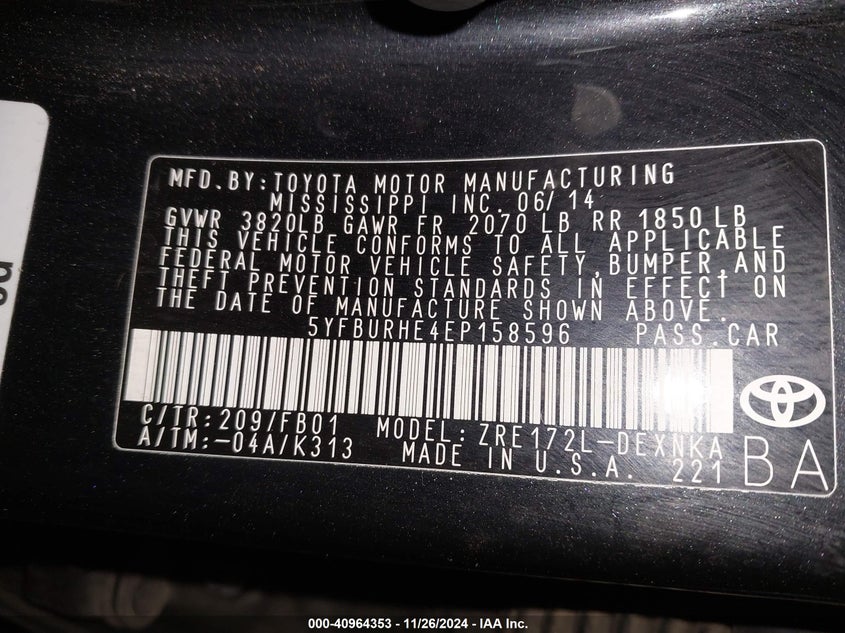 MFD.BY:TOYOTA MOTOR MANUFACTURING
MISSISSIPPI INC. 06/14
GVWR 3820LB GAWR FR 2070 LB RR 1850 LB
THIS VEHICLE CONFORMS TO ALL APPLICABLE
FEDERAL MOTOR VEHICLE SAFETY,BUMPER,AND
THEFT PREVENTION STANDARDS IN EFFECT ON
THE DATE OF MANUFACTURE SHOWN ABOVE.
5YFBURHE4EP158596 PASS.CAR
C/TR:209/FB01 MODEL:ZRE172L-DEXNKA
A/TM:-04A/K313 MADE IN U.S.A. 221
BA
000-40964353 - 11/26/2024 - IAA Inc.